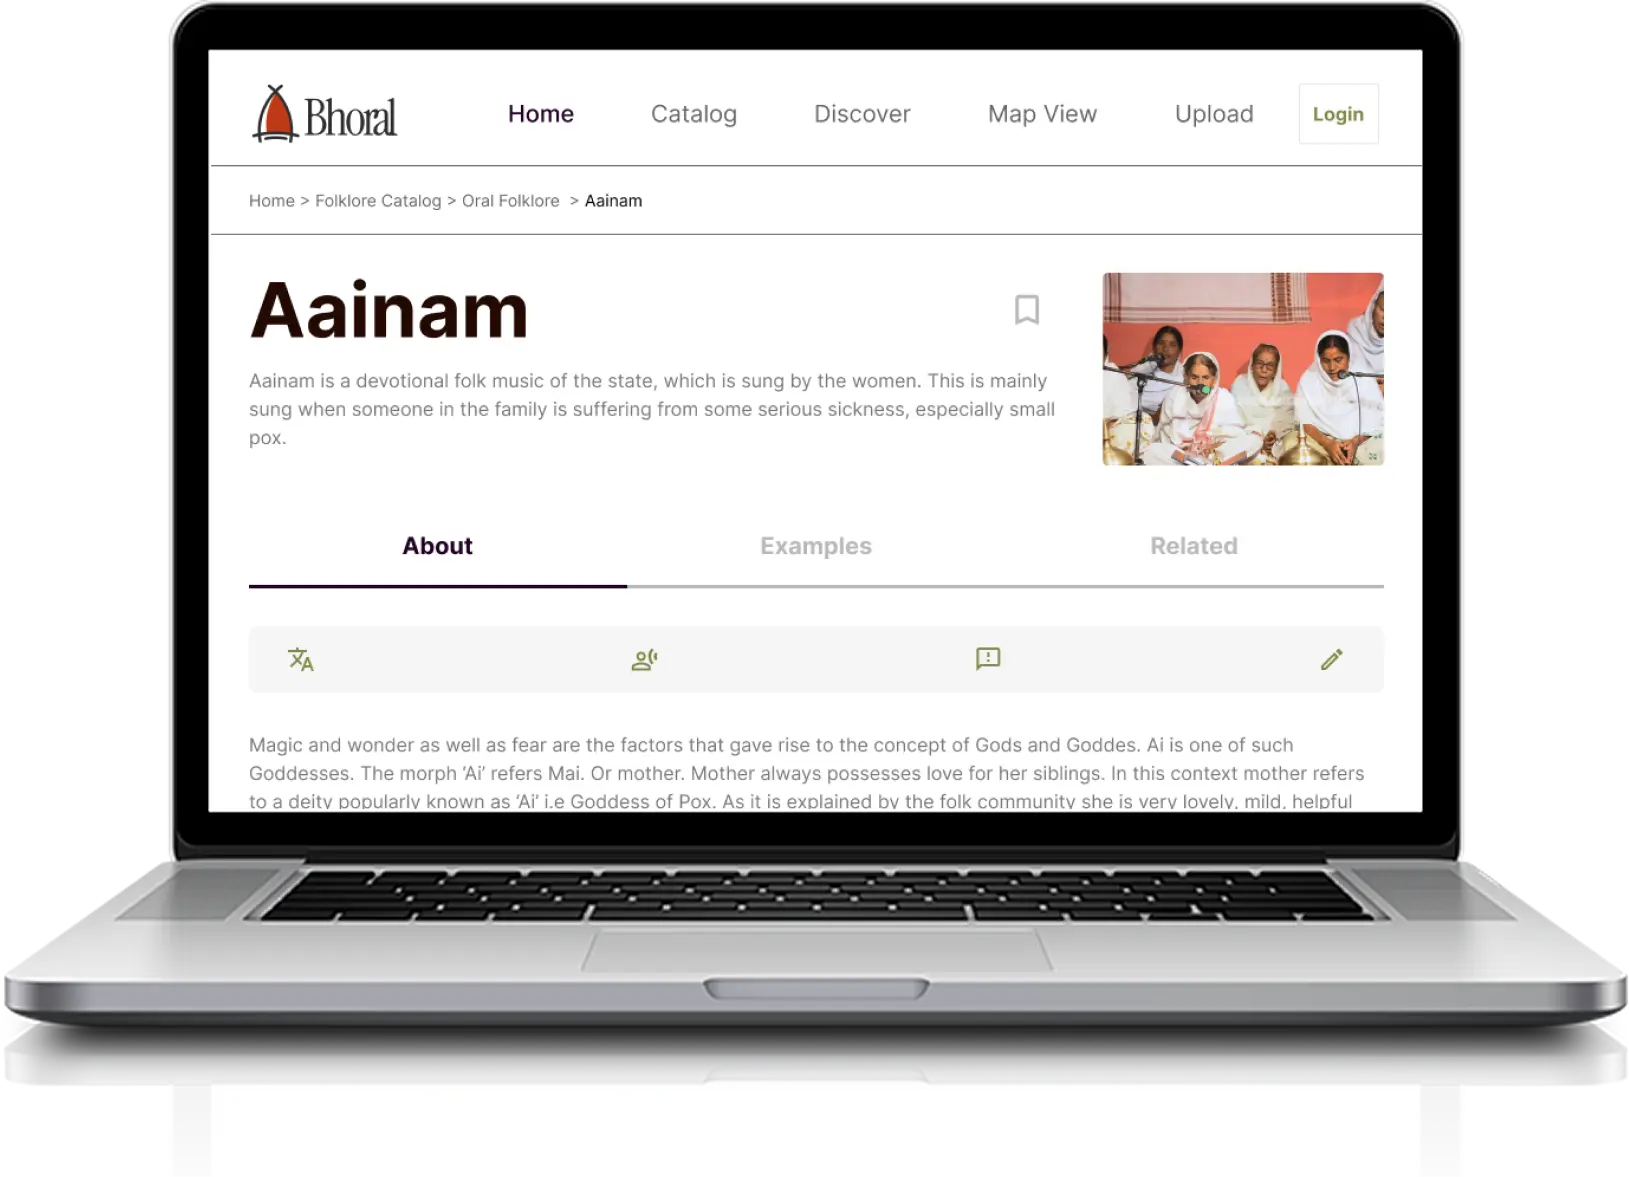 Bhoral
Home
Catalog
Discover
Map View
Upload
Login
Home > Folklore Catalog > Oral Folklore > Aainam
Aainam
Aainam is a devotional folk music of the state, which is sung by the women. This is mainly
sung when someone in the family is suffering from some serious sickness, especially small
pox.
About
Examples
Related
Magic and wonder as well as fear are the factors that gave rise to the concept of Gods and Goddes. Ai is one of such
Goddesses. The morph ‘Ai’ refers Mai. Or mother. Mother always possesses love for her siblings. In this context mother refers
to a deity popularly known as ‘Ai’ i.e Goddess of Pox. As it is explained by the folk community she is very lovely, mild, helpful